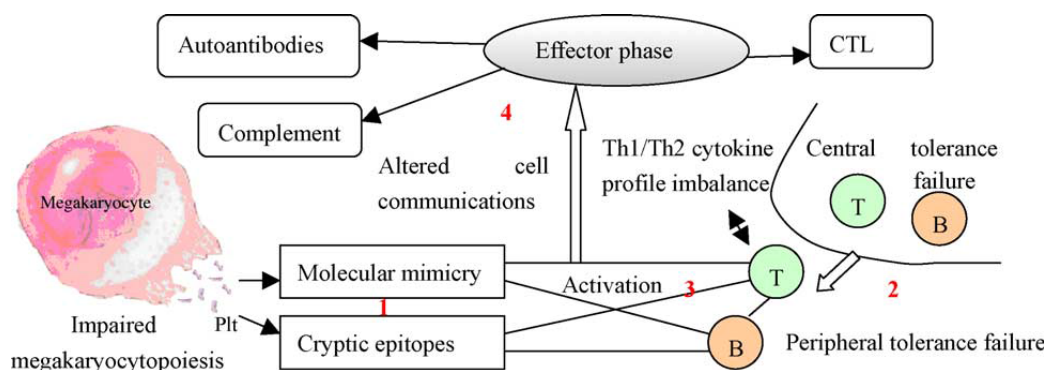 Autoantibodies
Effector phase
CTL
Complement
4
Altered cell
communications
Th1/Th2 cytokine
profile imbalance
Central tolerance
failure
T
B
Megakaryocyte
Molecular mimicry
Activation
3
T
2
1
Plt
Impaired
megakaryocytopoiesis
Cryptic epitopes
B
Peripheral tolerance failure